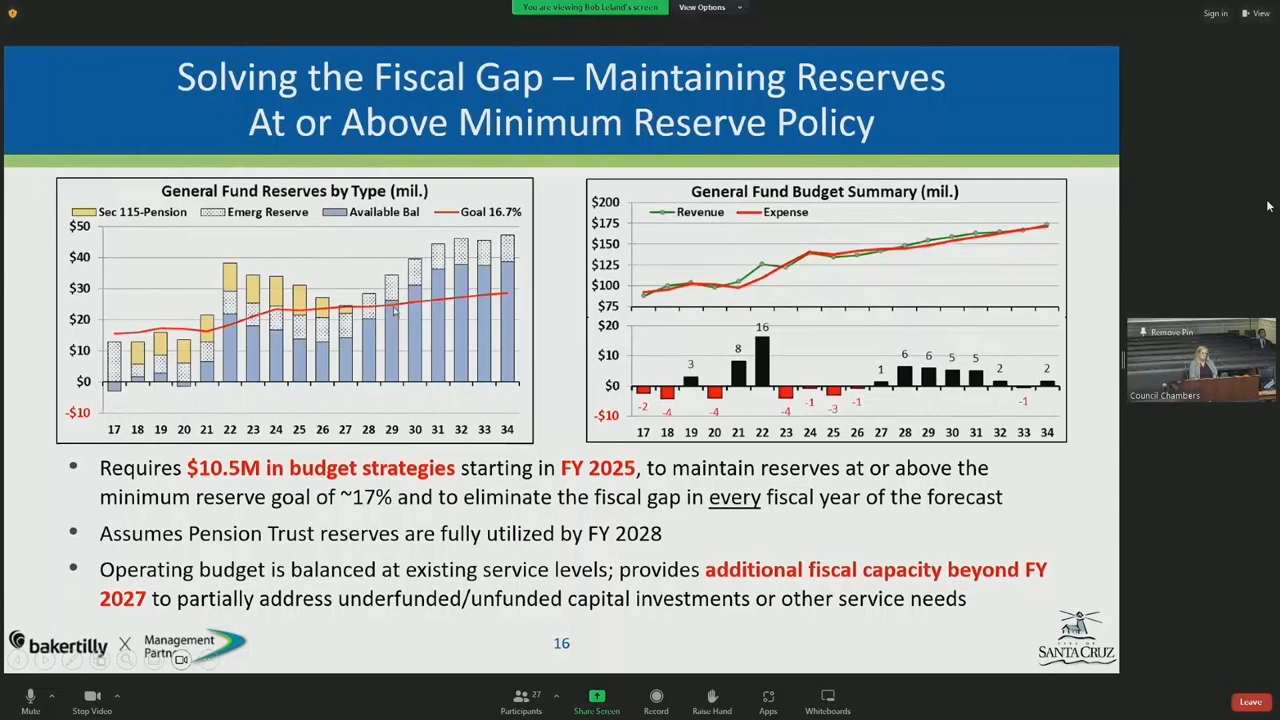 You are viewing Bob Leland's screen
View Options
Sign in
View
Solving the Fiscal Gap – Maintaining Reserves
At or Above Minimum Reserve Policy
General Fund Reserves by Type (mil.)
Sec 115-Pension
Emerg Reserve
Available Bal
Goal 16.7%
$50
$40
$30
$20
$10
$0
-$10
17 18 19 20 21 22 23 24 25 26 27 28 29 30 31 32 33 34
General Fund Budget Summary (mil.)
$200
Revenue
Expense
$175
$150
$125
$100
$75
$20
$10
$0
-$10
-2 -4 3 -4 8 16 -4 -1 -3 -1 1 6 6 5 5 2 -1 2
17 18 19 20 21 22 23 24 25 26 27 28 29 30 31 32 33 34
• Requires $10.5M in budget strategies starting in FY 2025, to maintain reserves at or above the
minimum reserve goal of ~17% and to eliminate the fiscal gap in every fiscal year of the forecast
• Assumes Pension Trust reserves are fully utilized by FY 2028
• Operating budget is balanced at existing service levels; provides additional fiscal capacity beyond FY
2027 to partially address underfunded/unfunded capital investments or other service needs
bakertilly X Management
Partn
16
CITY OF
SANTA CRUZ
Remove Pin
Council Chambers
Mute
Stop Video
27
Participants
Share Screen
Record
Raise Hand
Apps
Whiteboards
Leave